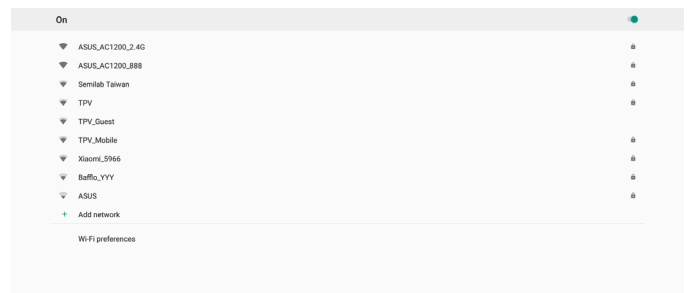 On
ASUS_AC1200_2.4G
ASUS_AC1200_888
Semilab Taiwan
TPV
TPV_Guest
TPV_Mobile
Xiaomi_5966
Bafflo_YYY
ASUS
+ Add network
Wi-Fi preferences